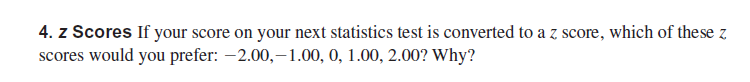 4. z Scores If your score on your next statistics test is converted to a z score, which of these z
scores would you prefer: −2.00,−1.00, 0, 1.00, 2.00? Why?